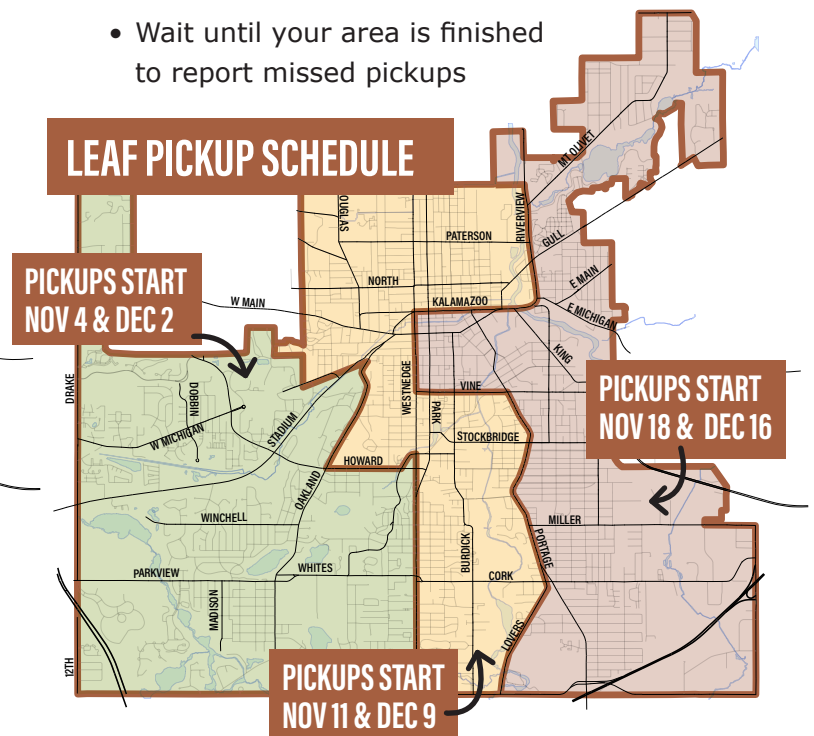 • Wait until your area is finished
to report missed pickups
LEAF PICKUP SCHEDULE
MT OLIVET
RIVERVIEW
PATERSON
GULL
NORTH
E MAIN
PICKUPS START
NOV 4 & DEC 2
W MAIN
KALAMAZOO
E MICHIGAN
KING
DRAKE
DOBBIN
WESTNEDGE
VINE
PICKUPS START
NOV 18 & DEC 16
PARK
W MICHIGAN
STADIUM
STOCKBRIDGE
HOWARD
OAKLAND
WINCHELL
MILLER
BURDICK
PORTAGE
PARKVIEW
WHITES
CORK
MADISON
LOVERS
12TH
PICKUPS START
NOV 11 & DEC 9